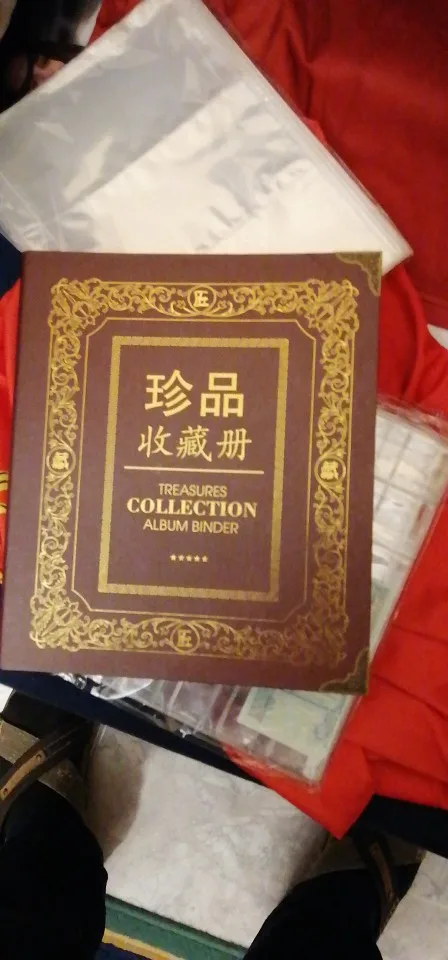 珍品
收藏册
TREASURES
COLLECTION
ALBUM BINDER